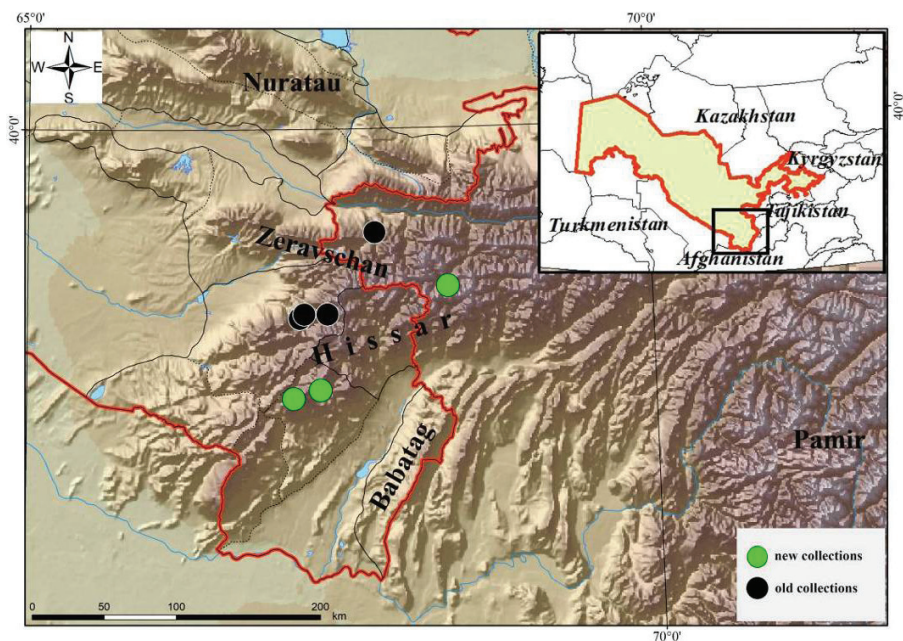 65°0'
70°0'
N
W E
S
Nuratau
40°0'
40°0'
Kazakhstan
Kyrgyzstan
Tajikistan
Turkmenistan
Afghanistan
Zeravschan
Hissar
Babatag
Pamir
new collections
old collections
0 50 100 200
km
70°0'